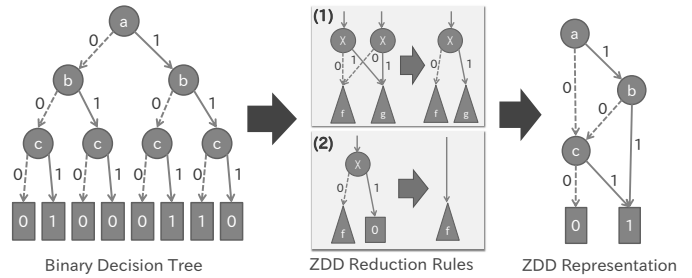 a
0 1
b b
0 1 0 1
c c c c
0 1 0 1 0 1 0 1
0 1 0 0 0 1 1 0
Binary Decision Tree
(1)
X X X
0 1 0 1 0 1
f g f g
(2)
X
0 1
f 0 f
ZDD Reduction Rules
a
1
b
0 0
c 1
0 1
0 1
ZDD Representation